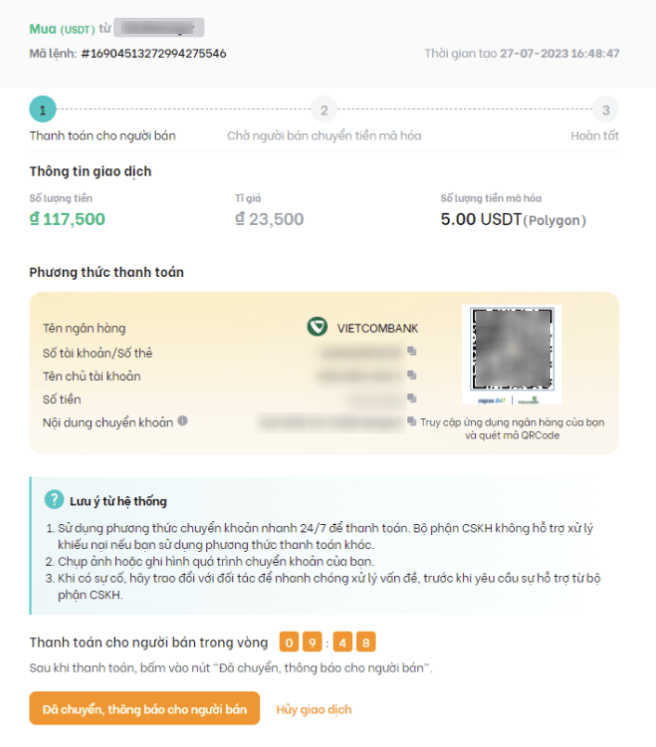 Mua (USDT) từ
Mã lệnh: #16904513272994275546
Thời gian tạo 27-07-2023 16:48:47
1
2
3
Thanh toán cho người bán
Chờ người bán chuyển tiền mã hóa
Hoàn tất
Thông tin giao dịch
Số lượng tiền
Tỉ giá
Số lượng tiền mã hóa
₫ 117,500
₫ 23,500
5.00 USDT(Polygon)
Phương thức thanh toán
Tên ngân hàng
VIETCOMBANK
Số tài khoản/Số thẻ
Tên chủ tài khoản
Số tiền
Nội dung chuyển khoản
napas 247
Truy cập ứng dụng ngân hàng của bạn
và quét mã QRCode
Lưu ý từ hệ thống
1. Sử dụng phương thức chuyển khoản nhanh 24/7 để thanh toán. Bộ phận CSKH không hỗ trợ xử lý
khiếu nại nếu bạn sử dụng phương thức thanh toán khác.
2. Chụp ảnh hoặc ghi hình quá trình chuyển khoản của bạn.
3. Khi có sự cố, hãy trao đổi với đối tác để nhanh chóng xử lý vấn đề, trước khi yêu cầu sự hỗ trợ từ bộ
phận CSKH.
Thanh toán cho người bán trong vòng 09:48
Sau khi thanh toán, bấm vào nút "Đã chuyển, thông báo cho người bán".
Đã chuyển, thông báo cho người bán
Hủy giao dịch